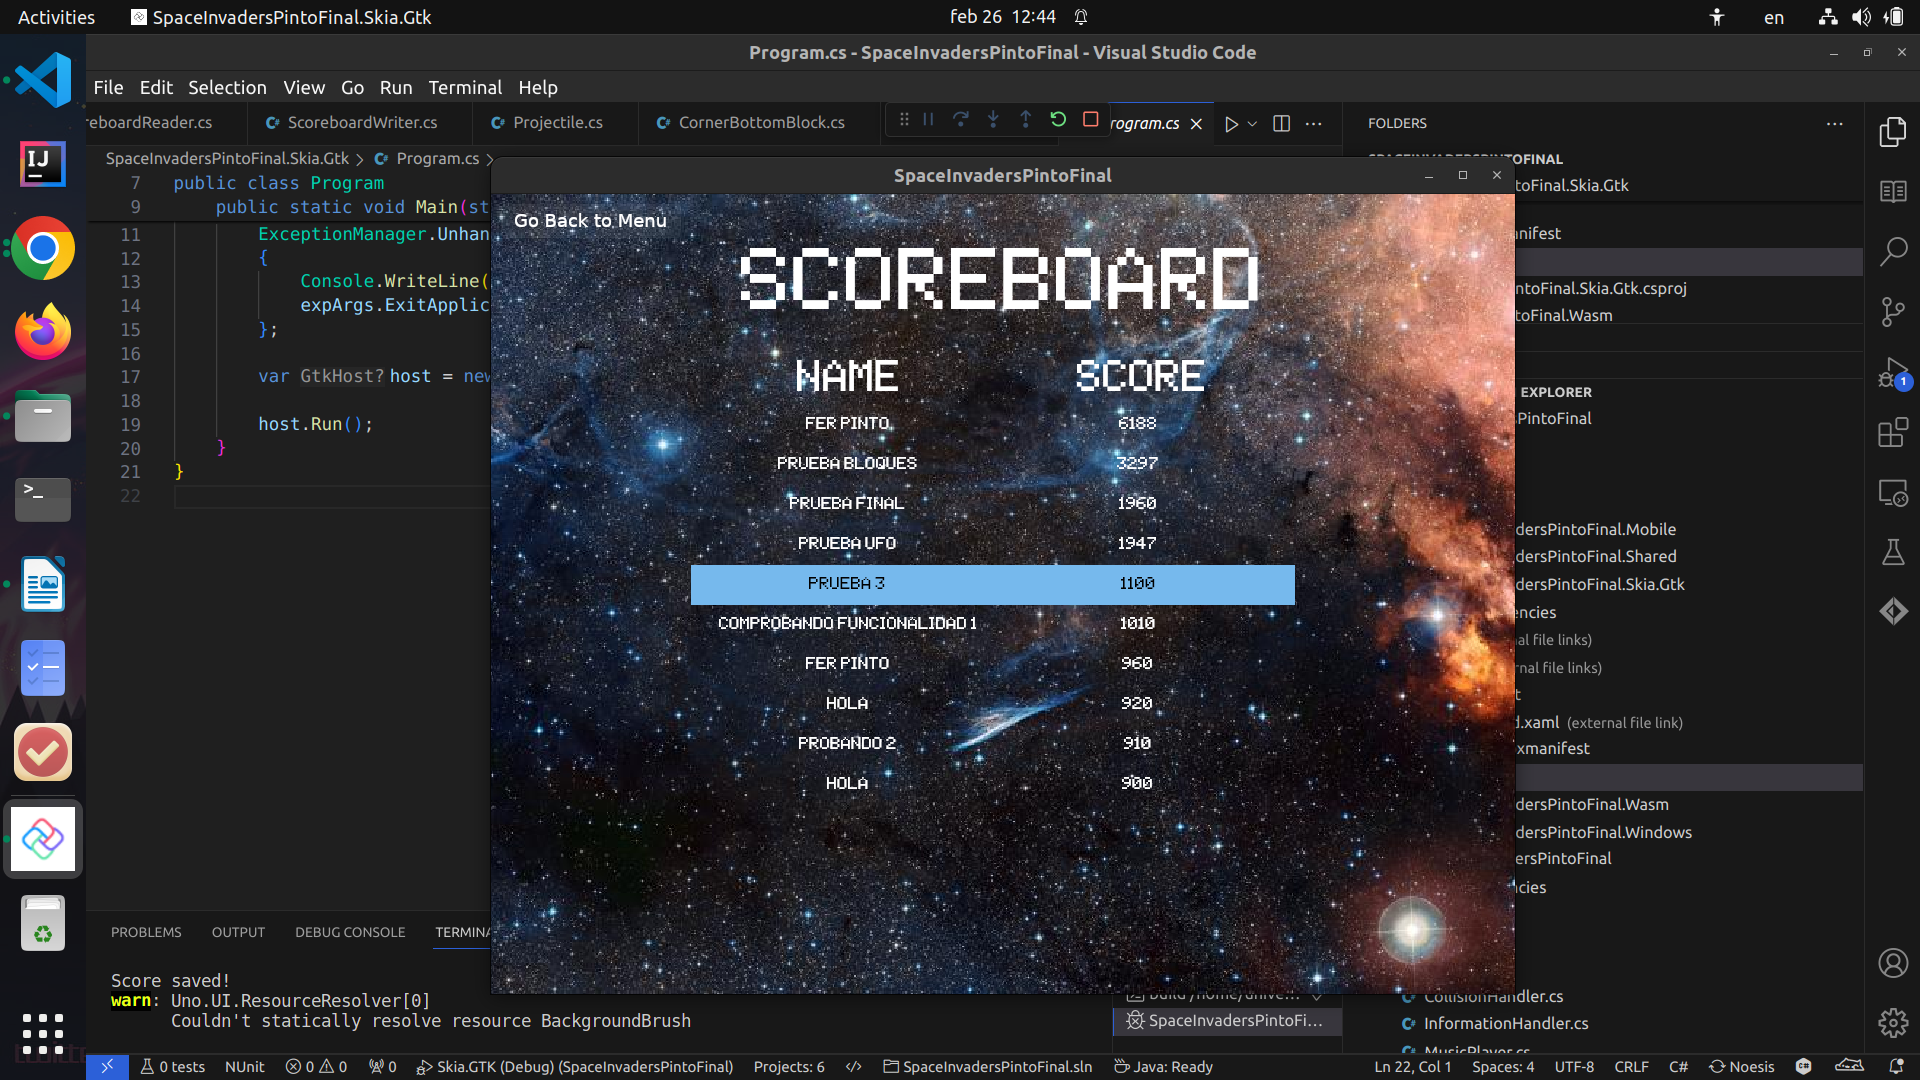 Activities SpaceInvadersPintoFinal.Skia.Gtk feb 26 12:44 en
Program.cs - SpaceInvadersPintoFinal - Visual Studio Code
File Edit Selection View Go Run Terminal Help
reboardReader.cs ScoreboardWriter.cs Projectile.cs CornerBottomBlock.cs rogram.cs FOLDERS
SpaceInvadersPintoFinal.Skia.Gtk > Program.cs >
7 public class Program
9 public static void Main(st
11 ExceptionManager.Unhan
12 {
13 Console.WriteLine(
14 expArgs.ExitApplic
15 };
16
17 var GtkHost? host = new
18
19 host.Run();
20 }
21 }
22
SpaceInvadersPintoFinal
Go Back to Menu
SCOREBOARD
NAME SCORE
FER PINTO 6188
PRUEBA BLOQUES 3297
PRUEBA FINAL 1960
PRUEBA UFO 1947
PRUEBA 3 1100
COMPROBANDO FUNCIONALIDAD 1 1010
FER PINTO 960
HOLA 920
PROBANDO 2 910
HOLA 900
toFinal.Skia.Gtk
anifest
ntoFinal.Skia.Gtk.csproj
toFinal.Wasm
EXPLORER
sPintoFinal
dersPintoFinal.Mobile
dersPintoFinal.Shared
dersPintoFinal.Skia.Gtk
encies
al file links)
rnal file links)
t
d.xaml (external file link)
xmanifest
dersPintoFinal.Wasm
dersPintoFinal.Windows
ersPintoFinal
cies
CollisionHandler.cs
InformationHandler.cs
MusicPlayer.cs
1
PROBLEMS OUTPUT DEBUG CONSOLE TERMINA
Score saved!
warn: Uno.UI.ResourceResolver[0]
Couldn't statically resolve resource BackgroundBrush
SpaceInvadersPintoFi...
0 tests NUnit 0 0 0 Skia.GTK (Debug) (SpaceInvadersPintoFinal) Projects: 6 SpaceInvadersPintoFinal.sln Java: Ready Ln 22, Col 1 Spaces: 4 UTF-8 CRLF C# Noesis